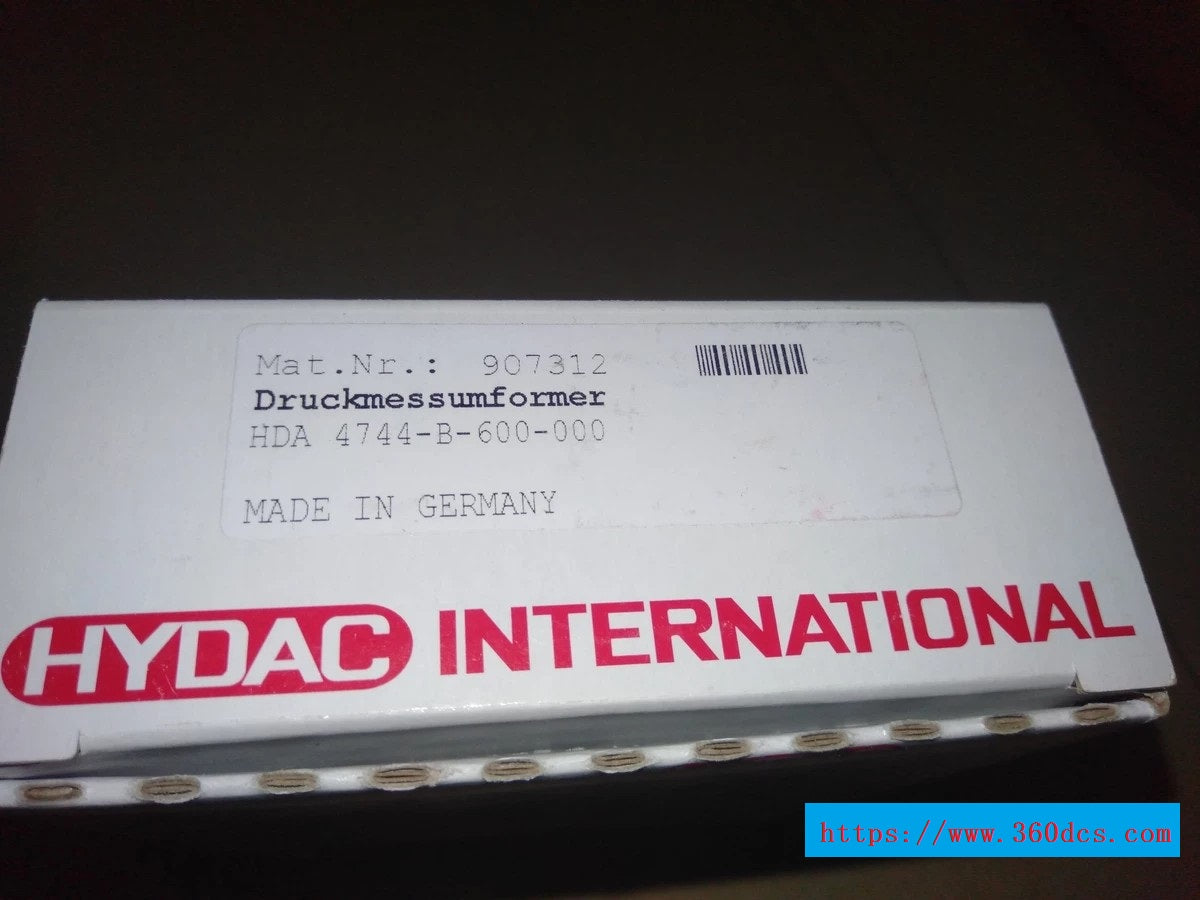 Mat.Nr.: 907312
Druckmessumformer
HDA 4744-B-600-000
MADE IN GERMANY
HYDAC INTERNATIONAL
https://www.360dcs.com